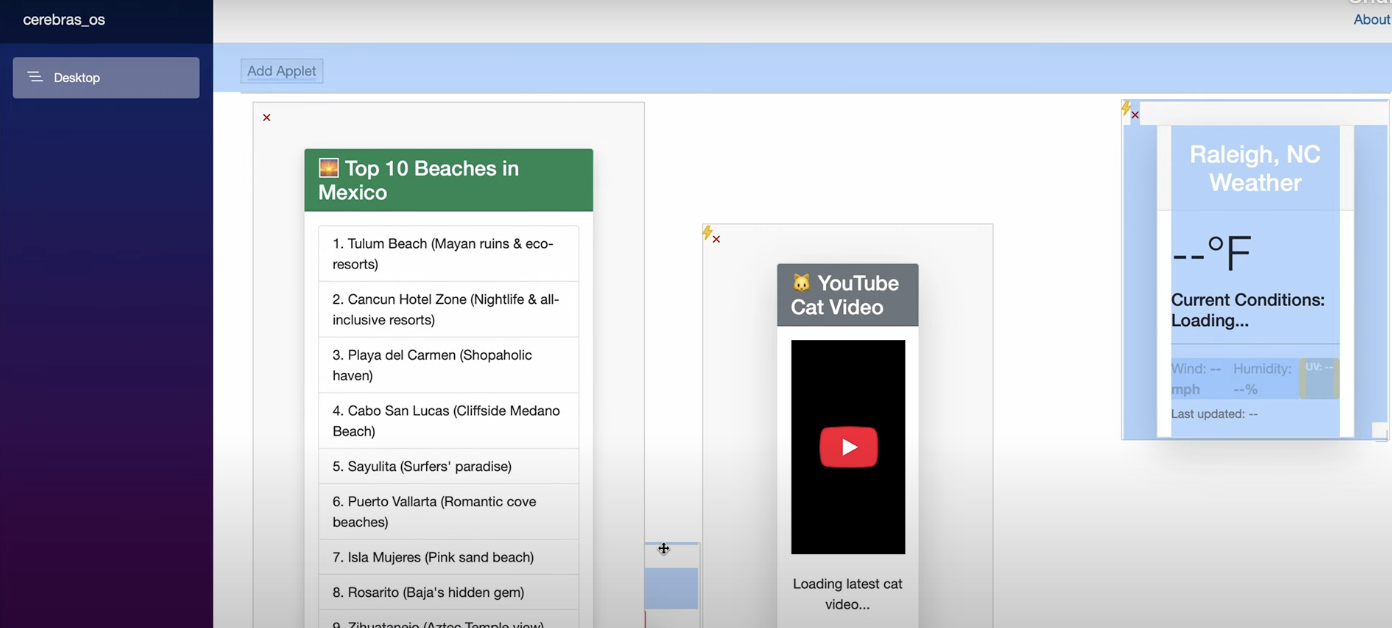 cerebras_os
About
Desktop
Add Applet
Top 10 Beaches in
Mexico
1. Tulum Beach (Mayan ruins & eco-
resorts)
2. Cancun Hotel Zone (Nightlife & all-
inclusive resorts)
3. Playa del Carmen (Shopaholic
haven)
4. Cabo San Lucas (Cliffside Medano
Beach)
5. Sayulita (Surfers' paradise)
6. Puerto Vallarta (Romantic cove
beaches)
7. Isla Mujeres (Pink sand beach)
8. Rosarito (Baja's hidden gem)
9. Zihuatanejo (Aztec Temple view)
YouTube
Cat Video
Loading latest cat
video...
Raleigh, NC
Weather
--°F
Current Conditions:
Loading...
Wind: -- mph
Humidity: --%
UV: --
Last updated: --